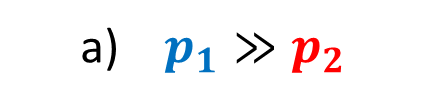 a) p₁ ≫ p₂